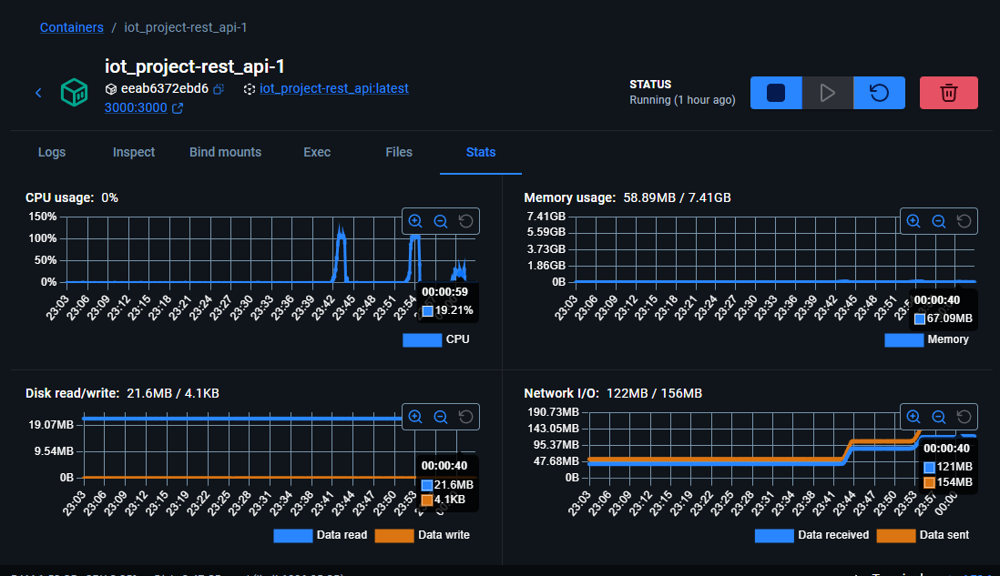 Containers / iot_project-rest_api-1
iot_project-rest_api-1
eeab6372ebd6 iot_project-rest_api:latest
3000:3000
STATUS
Running (1 hour ago)
Logs Inspect Bind mounts Exec Files Stats
CPU usage: 0%
150%
100%
50%
0%
23:03 23:06 23:09 23:12 23:15 23:18 23:21 23:24 23:27 23:30 23:33 23:36 23:39 23:42 23:45 23:48 23:51 23:54
00:00:59
19.21%
CPU
Memory usage: 58.89MB / 7.41GB
7.41GB
5.59GB
3.73GB
1.86GB
0B
23:03 23:06 23:09 23:12 23:15 23:18 23:21 23:24 23:27 23:30 23:33 23:36 23:39 23:42 23:45 23:48 23:51
00:00:40
67.09MB
Memory
Disk read/write: 21.6MB / 4.1KB
19.07MB
9.54MB
0B
23:03 23:06 23:09 23:12 23:15 23:19 23:22 23:25 23:28 23:31 23:34 23:38 23:41 23:44 23:47 23:50 23:53
00:00:40
21.6MB
4.1KB
Data read Data write
Network I/O: 122MB / 156MB
190.73MB
143.05MB
95.37MB
47.68MB
0B
23:03 23:06 23:09 23:12 23:15 23:19 23:22 23:25 23:28 23:31 23:34 23:38 23:41 23:44 23:47 23:50 23:53 23:57 00:00
00:00:40
121MB
154MB
Data received Data sent